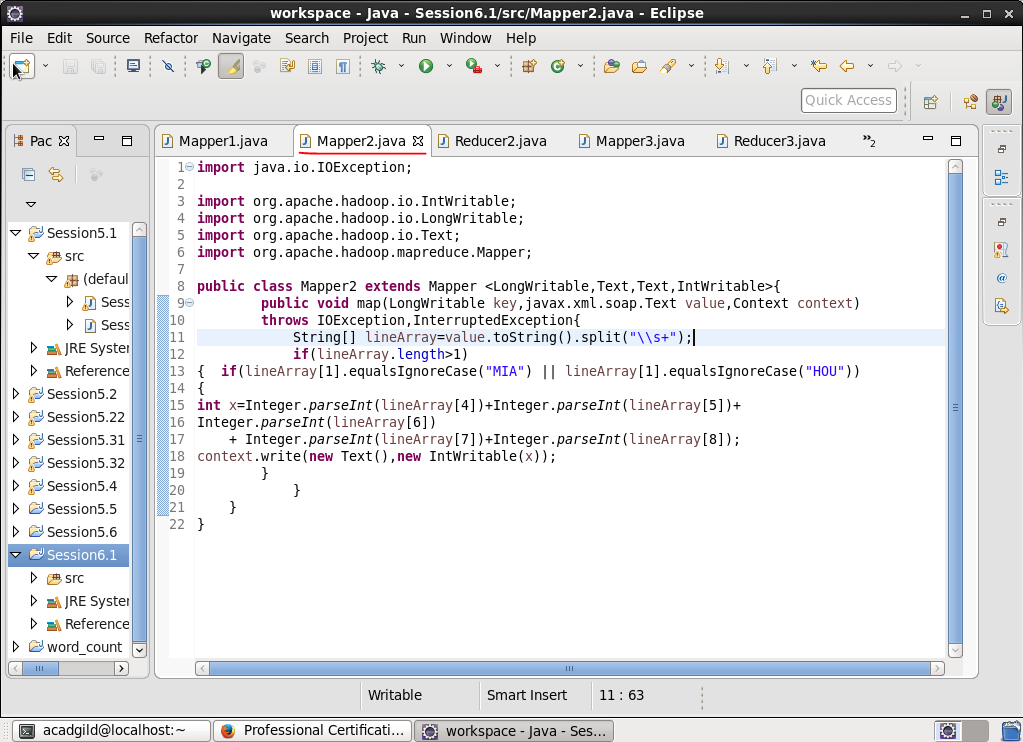 workspace - Java - Session6.1/src/Mapper2.java - Eclipse
File Edit Source Refactor Navigate Search Project Run Window Help
Quick Access
Pac
Mapper1.java Mapper2.java Reducer2.java Mapper3.java Reducer3.java »2
Session5.1
src
(defaul
Sess
Sess
JRE Syster
Reference
Session5.2
Session5.22
Session5.31
Session5.32
Session5.4
Session5.5
Session5.6
Session6.1
src
JRE Syster
Reference
word_count
1 import java.io.IOException;
2
3 import org.apache.hadoop.io.IntWritable;
4 import org.apache.hadoop.io.LongWritable;
5 import org.apache.hadoop.io.Text;
6 import org.apache.hadoop.mapreduce.Mapper;
7
8 public class Mapper2 extends Mapper <LongWritable,Text,Text,IntWritable>{
9 public void map(LongWritable key,javax.xml.soap.Text value,Context context)
10 throws IOException,InterruptedException{
11 String[] lineArray=value.toString().split("\\s+");
12 if(lineArray.length>1)
13 { if(lineArray[1].equalsIgnoreCase("MIA") || lineArray[1].equalsIgnoreCase("HOU"))
14 {
15 int x=Integer.parseInt(lineArray[4])+Integer.parseInt(lineArray[5])+
16 Integer.parseInt(lineArray[6])
17 + Integer.parseInt(lineArray[7])+Integer.parseInt(lineArray[8]);
18 context.write(new Text(),new IntWritable(x));
19 }
20 }
21 }
22 }
Writable Smart Insert 11 : 63
acadgild@localhost:~ Professional Certificati... workspace - Java - Ses...